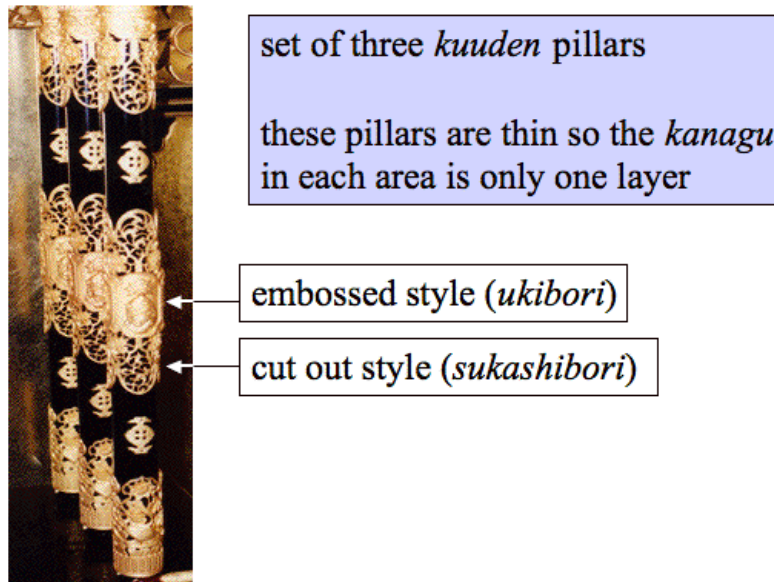 set of three kuuden pillars
these pillars are thin so the kanagu
in each area is only one layer
embossed style (ukibori)
cut out style (sukashibori)